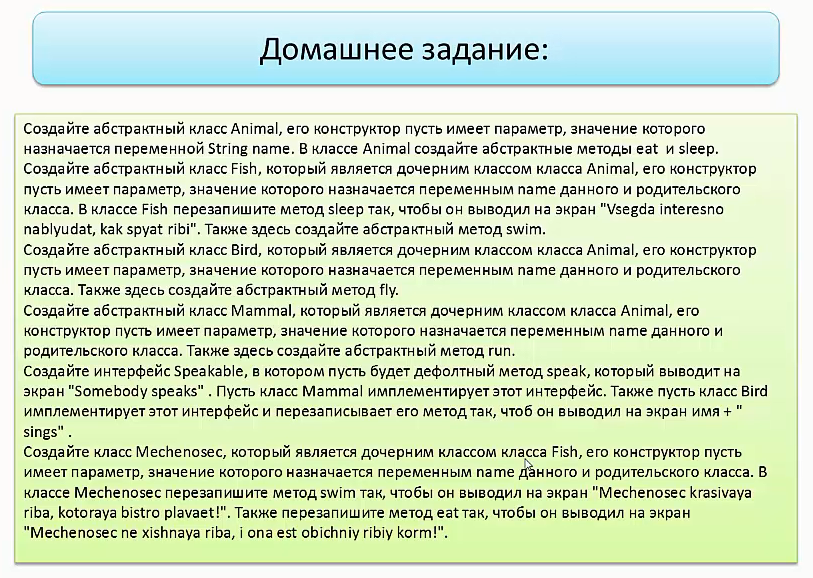 Домашнее задание:
Создайте абстрактный класс Animal, его конструктор пусть имеет параметр, значение которого
назначается переменной String name. В классе Animal создайте абстрактные методы eat и sleep.
Создайте абстрактный класс Fish, который является дочерним классом класса Animal, его конструктор
пусть имеет параметр, значение которого назначается переменным name данного и родительского
класса. В классе Fish перезапишите метод sleep так, чтобы он выводил на экран "Vsegda interesno
nablyudat, kak spyat ribi". Также здесь создайте абстрактный метод swim.
Создайте абстрактный класс Bird, который является дочерним классом класса Animal, его конструктор
пусть имеет параметр, значение которого назначается переменным name данного и родительского
класса. Также здесь создайте абстрактный метод fly.
Создайте абстрактный класс Mammal, который является дочерним классом класса Animal, его
конструктор пусть имеет параметр, значение которого назначается переменным name данного и
родительского класса. Также здесь создайте абстрактный метод run.
Создайте интерфейс Speakable, в котором пусть будет дефолтный метод speak, который выводит на
экран "Somebody speaks" . Пусть класс Mammal имплементирует этот интерфейс. Также пусть класс Bird
имплементирует этот интерфейс и перезаписывает его метод так, чтоб он выводил на экран имя + "
sings" .
Создайте класс Mechenosec, который является дочерним классом класса Fish, его конструктор пусть
имеет параметр, значение которого назначается переменным name данного и родительского класса. В
классе Mechenosec перезапишите метод swim так, чтобы он выводил на экран "Mechenosec krasivaya
riba, kotoraya bistro plavaet!". Также перезапишите метод eat так, чтобы он выводил на экран
"Mechenosec ne xishnaya riba, i ona est obichniy ribiy korm!".